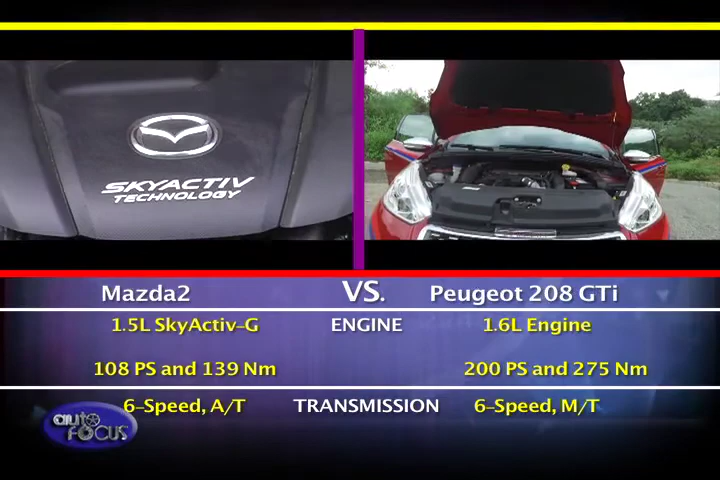 SKYACTIV
TECHNOLOGY
Mazda2 VS. Peugeot 208 GTi
1.5L SkyActiv-G ENGINE 1.6L Engine
108 PS and 139 Nm 200 PS and 275 Nm
6-Speed, A/T TRANSMISSION 6-Speed, M/T
auto
FOCUS